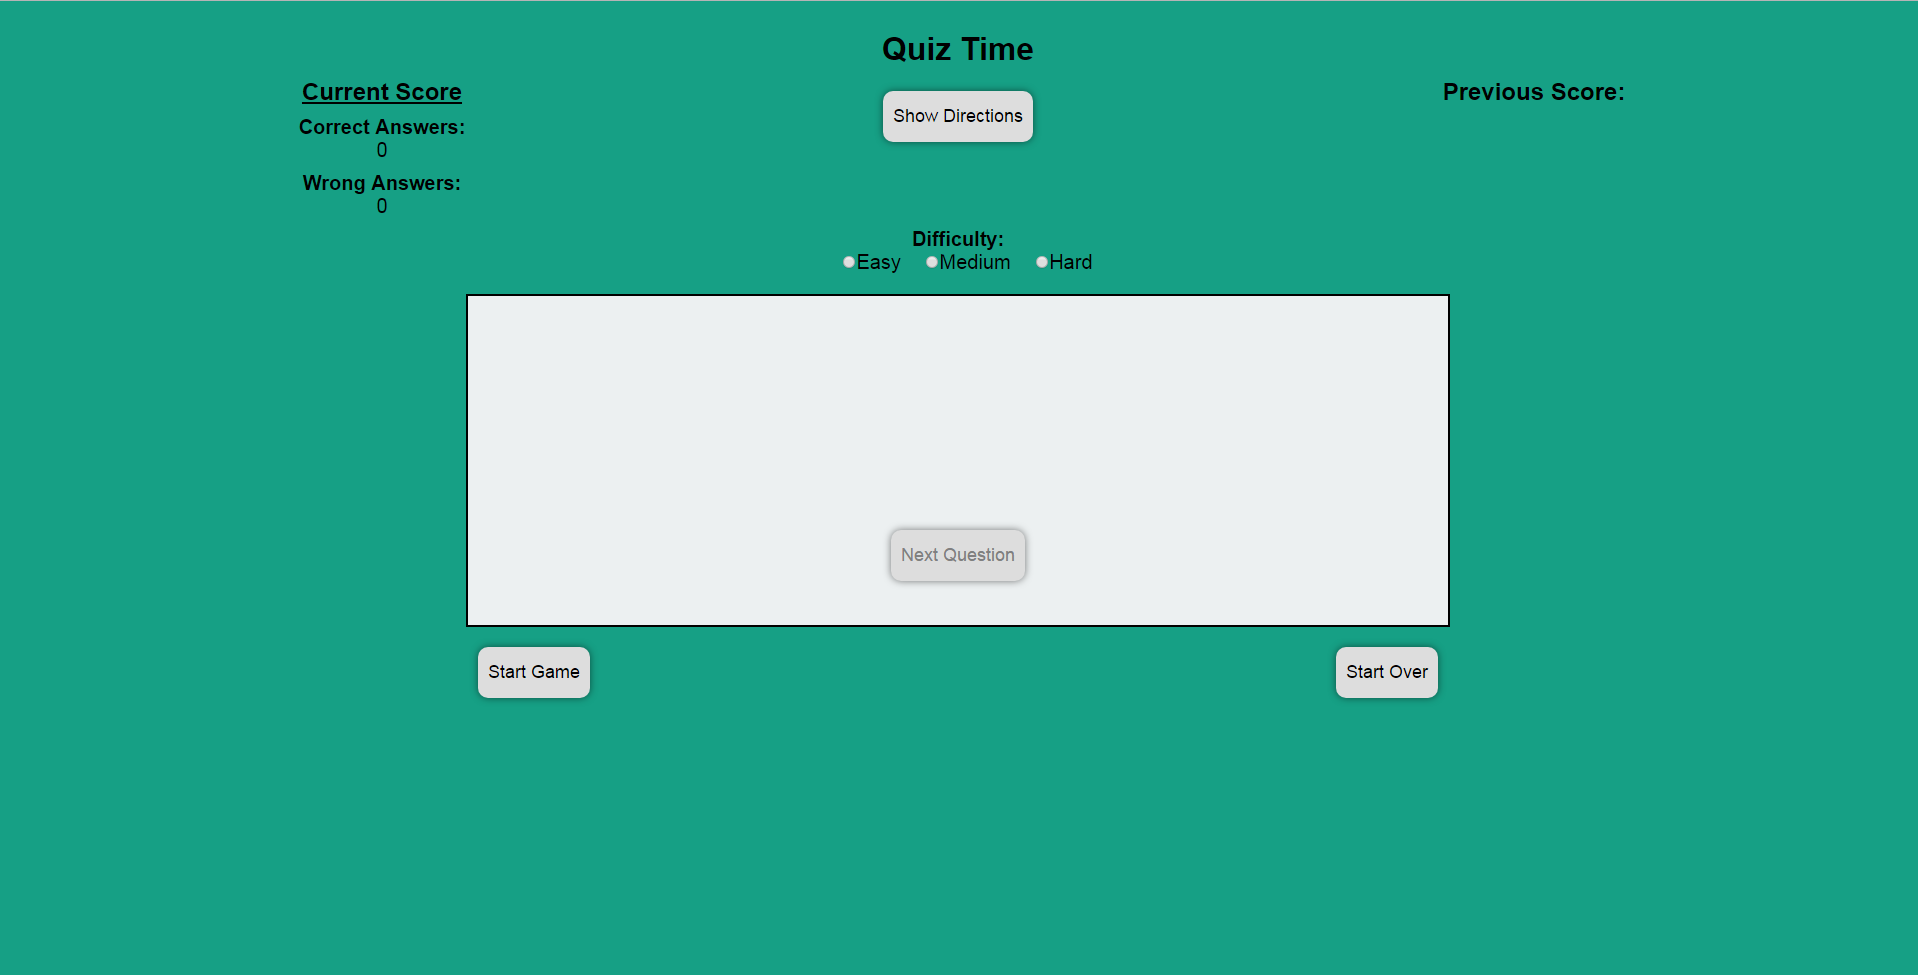 Quiz Time
Current Score
Correct Answers:
0
Wrong Answers:
0
Show Directions
Previous Score:
Difficulty:
Easy Medium Hard
Next Question
Start Game
Start Over